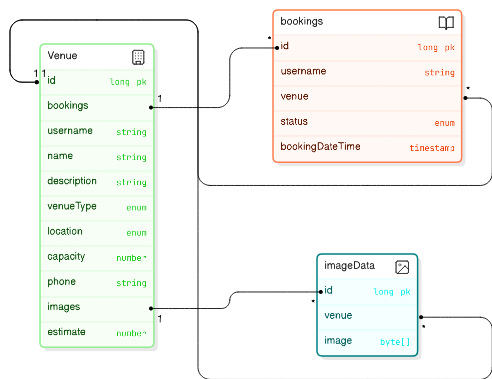 bookings
id long pk
username string
venue
status enum
bookingDateTime timestamp
Venue
id long pk
bookings
username string
name string
description string
venueType enum
location enum
capacity number
phone string
images
estimate number
imageData
id long pk
venue
image byte[]
*
1 1
1
*
*
1
*